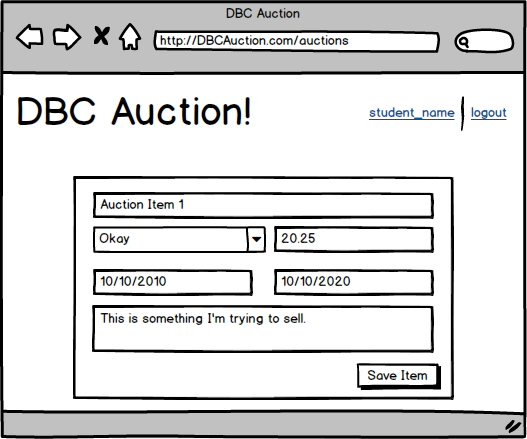 DBC Auction
http://DBCAuction.com/auctions
DBC Auction!
student_name | logout
Auction Item 1
Okay
20.25
10/10/2010
10/10/2020
This is something I'm trying to sell.
Save Item